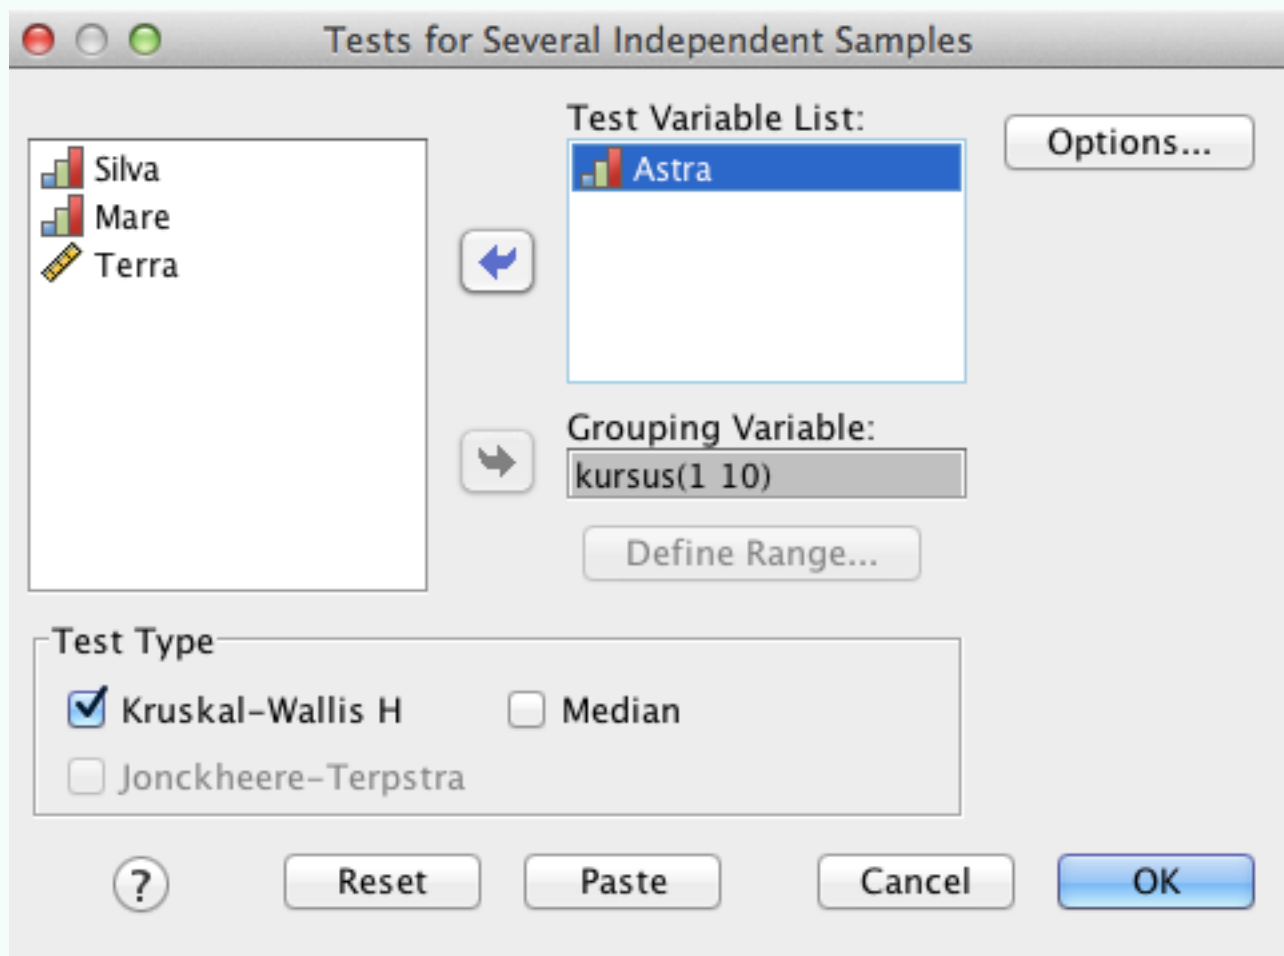 Tests for Several Independent Samples
Test Variable List:
Options...
Silva
Mare
Terra
Astra
Grouping Variable:
kursus(1 10)
Define Range...
Test Type
Kruskal-Wallis H
Median
Jonckheere-Terpstra
?
Reset
Paste
Cancel
OK